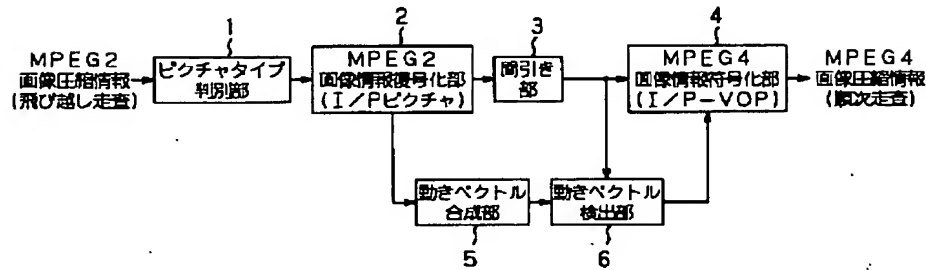 1
2
3
4
MPEG2
画像圧縮情報
(飛び越し走査)
ピクチャタイプ
判別部
MPEG2
画像情報復号化部
(I/Pピクチャ)
間引き
部
MPEG4
画像情報符号化部
(I/P-VOP)
MPEG4
画像圧縮情報
(順次走査)
動きベクトル
合成部
動きベクトル
検出部
5
6